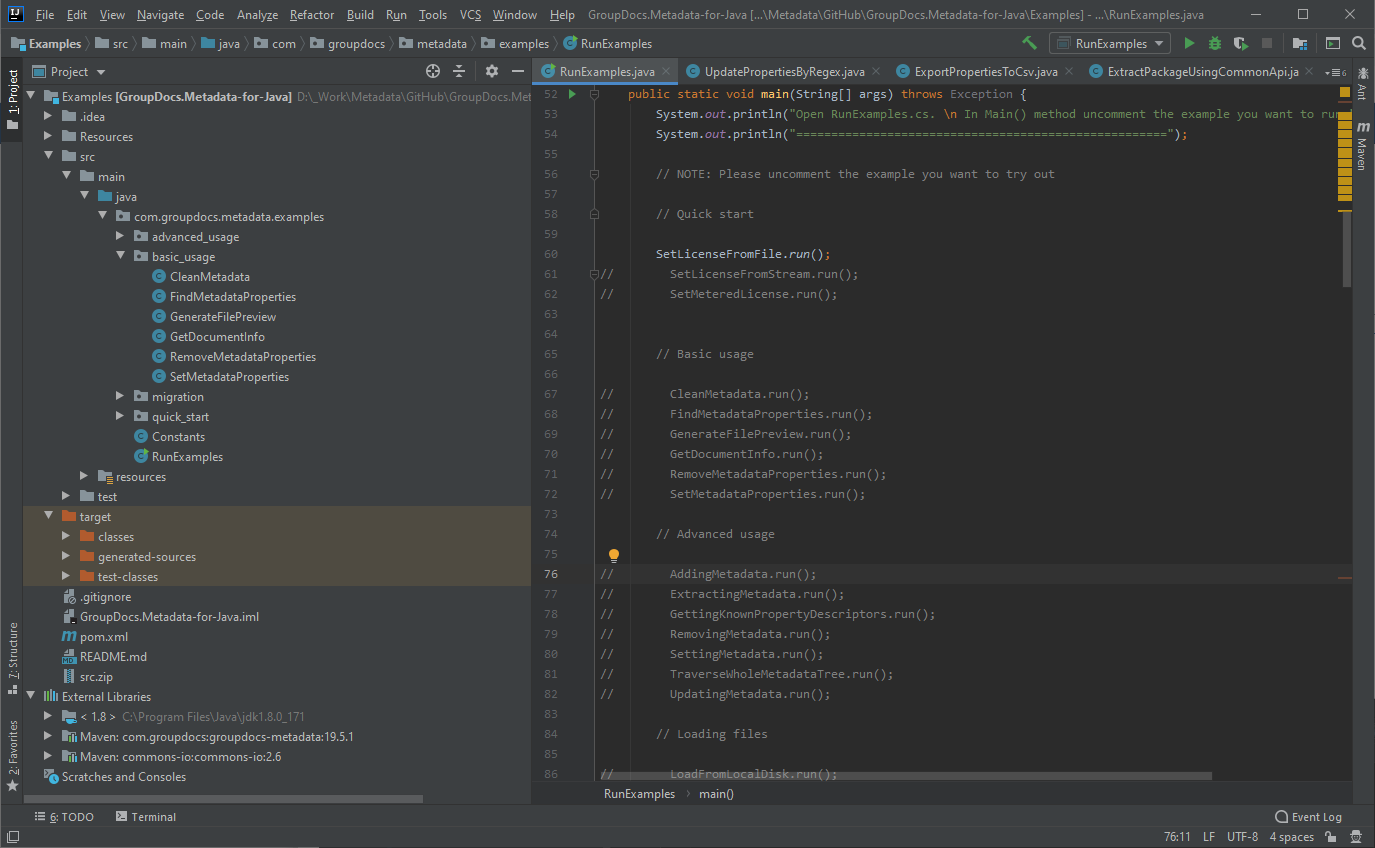 IJ File Edit View Navigate Code Analyze Refactor Build Run Tools VCS Window Help GroupDocs.Metadata-for-Java [...\Metadata\GitHub\GroupDocs.Metadata-for-Java\Examples] - ...\RunExamples.java
Examples src main java com groupdocs metadata examples RunExamples
RunExamples
1: Project
7: Structure
2: Favorites
Project
Examples [GroupDocs.Metadata-for-Java] D:\_Work\Metadata\GitHub\GroupDocs.Met
.idea
Resources
src
main
java
com.groupdocs.metadata.examples
advanced_usage
basic_usage
CleanMetadata
FindMetadataProperties
GenerateFilePreview
GetDocumentInfo
RemoveMetadataProperties
SetMetadataProperties
migration
quick_start
Constants
RunExamples
resources
test
target
classes
generated-sources
test-classes
.gitignore
GroupDocs.Metadata-for-Java.iml
pom.xml
README.md
src.zip
External Libraries
< 1.8 > C:\Program Files\Java\jdk1.8.0_171
Maven: com.groupdocs:groupdocs-metadata:19.5.1
Maven: commons-io:commons-io:2.6
Scratches and Consoles
RunExamples.java UpdatePropertiesByRegex.java ExportPropertiesToCsv.java ExtractPackageUsingCommonApi.ja 6
52 public static void main(String[] args) throws Exception {
53 System.out.println("Open RunExamples.cs. \n In Main() method uncomment the example you want to ru
54 System.out.println("=====================================================");
55
56 // NOTE: Please uncomment the example you want to try out
57
58 // Quick start
59
60 SetLicenseFromFile.run();
61 // SetLicenseFromStream.run();
62 // SetMeteredLicense.run();
63
64
65 // Basic usage
66
67 // CleanMetadata.run();
68 // FindMetadataProperties.run();
69 // GenerateFilePreview.run();
70 // GetDocumentInfo.run();
71 // RemoveMetadataProperties.run();
72 // SetMetadataProperties.run();
73
74 // Advanced usage
75
76 // AddingMetadata.run();
77 // ExtractingMetadata.run();
78 // GettingKnownPropertyDescriptors.run();
79 // RemovingMetadata.run();
80 // SettingMetadata.run();
81 // TraverseWholeMetadataTree.run();
82 // UpdatingMetadata.run();
83
84 // Loading files
85
86 // LoadFromLocalDisk.run();
RunExamples main()
Ant
Maven
6: TODO Terminal Event Log
76:11 LF UTF-8 4 spaces